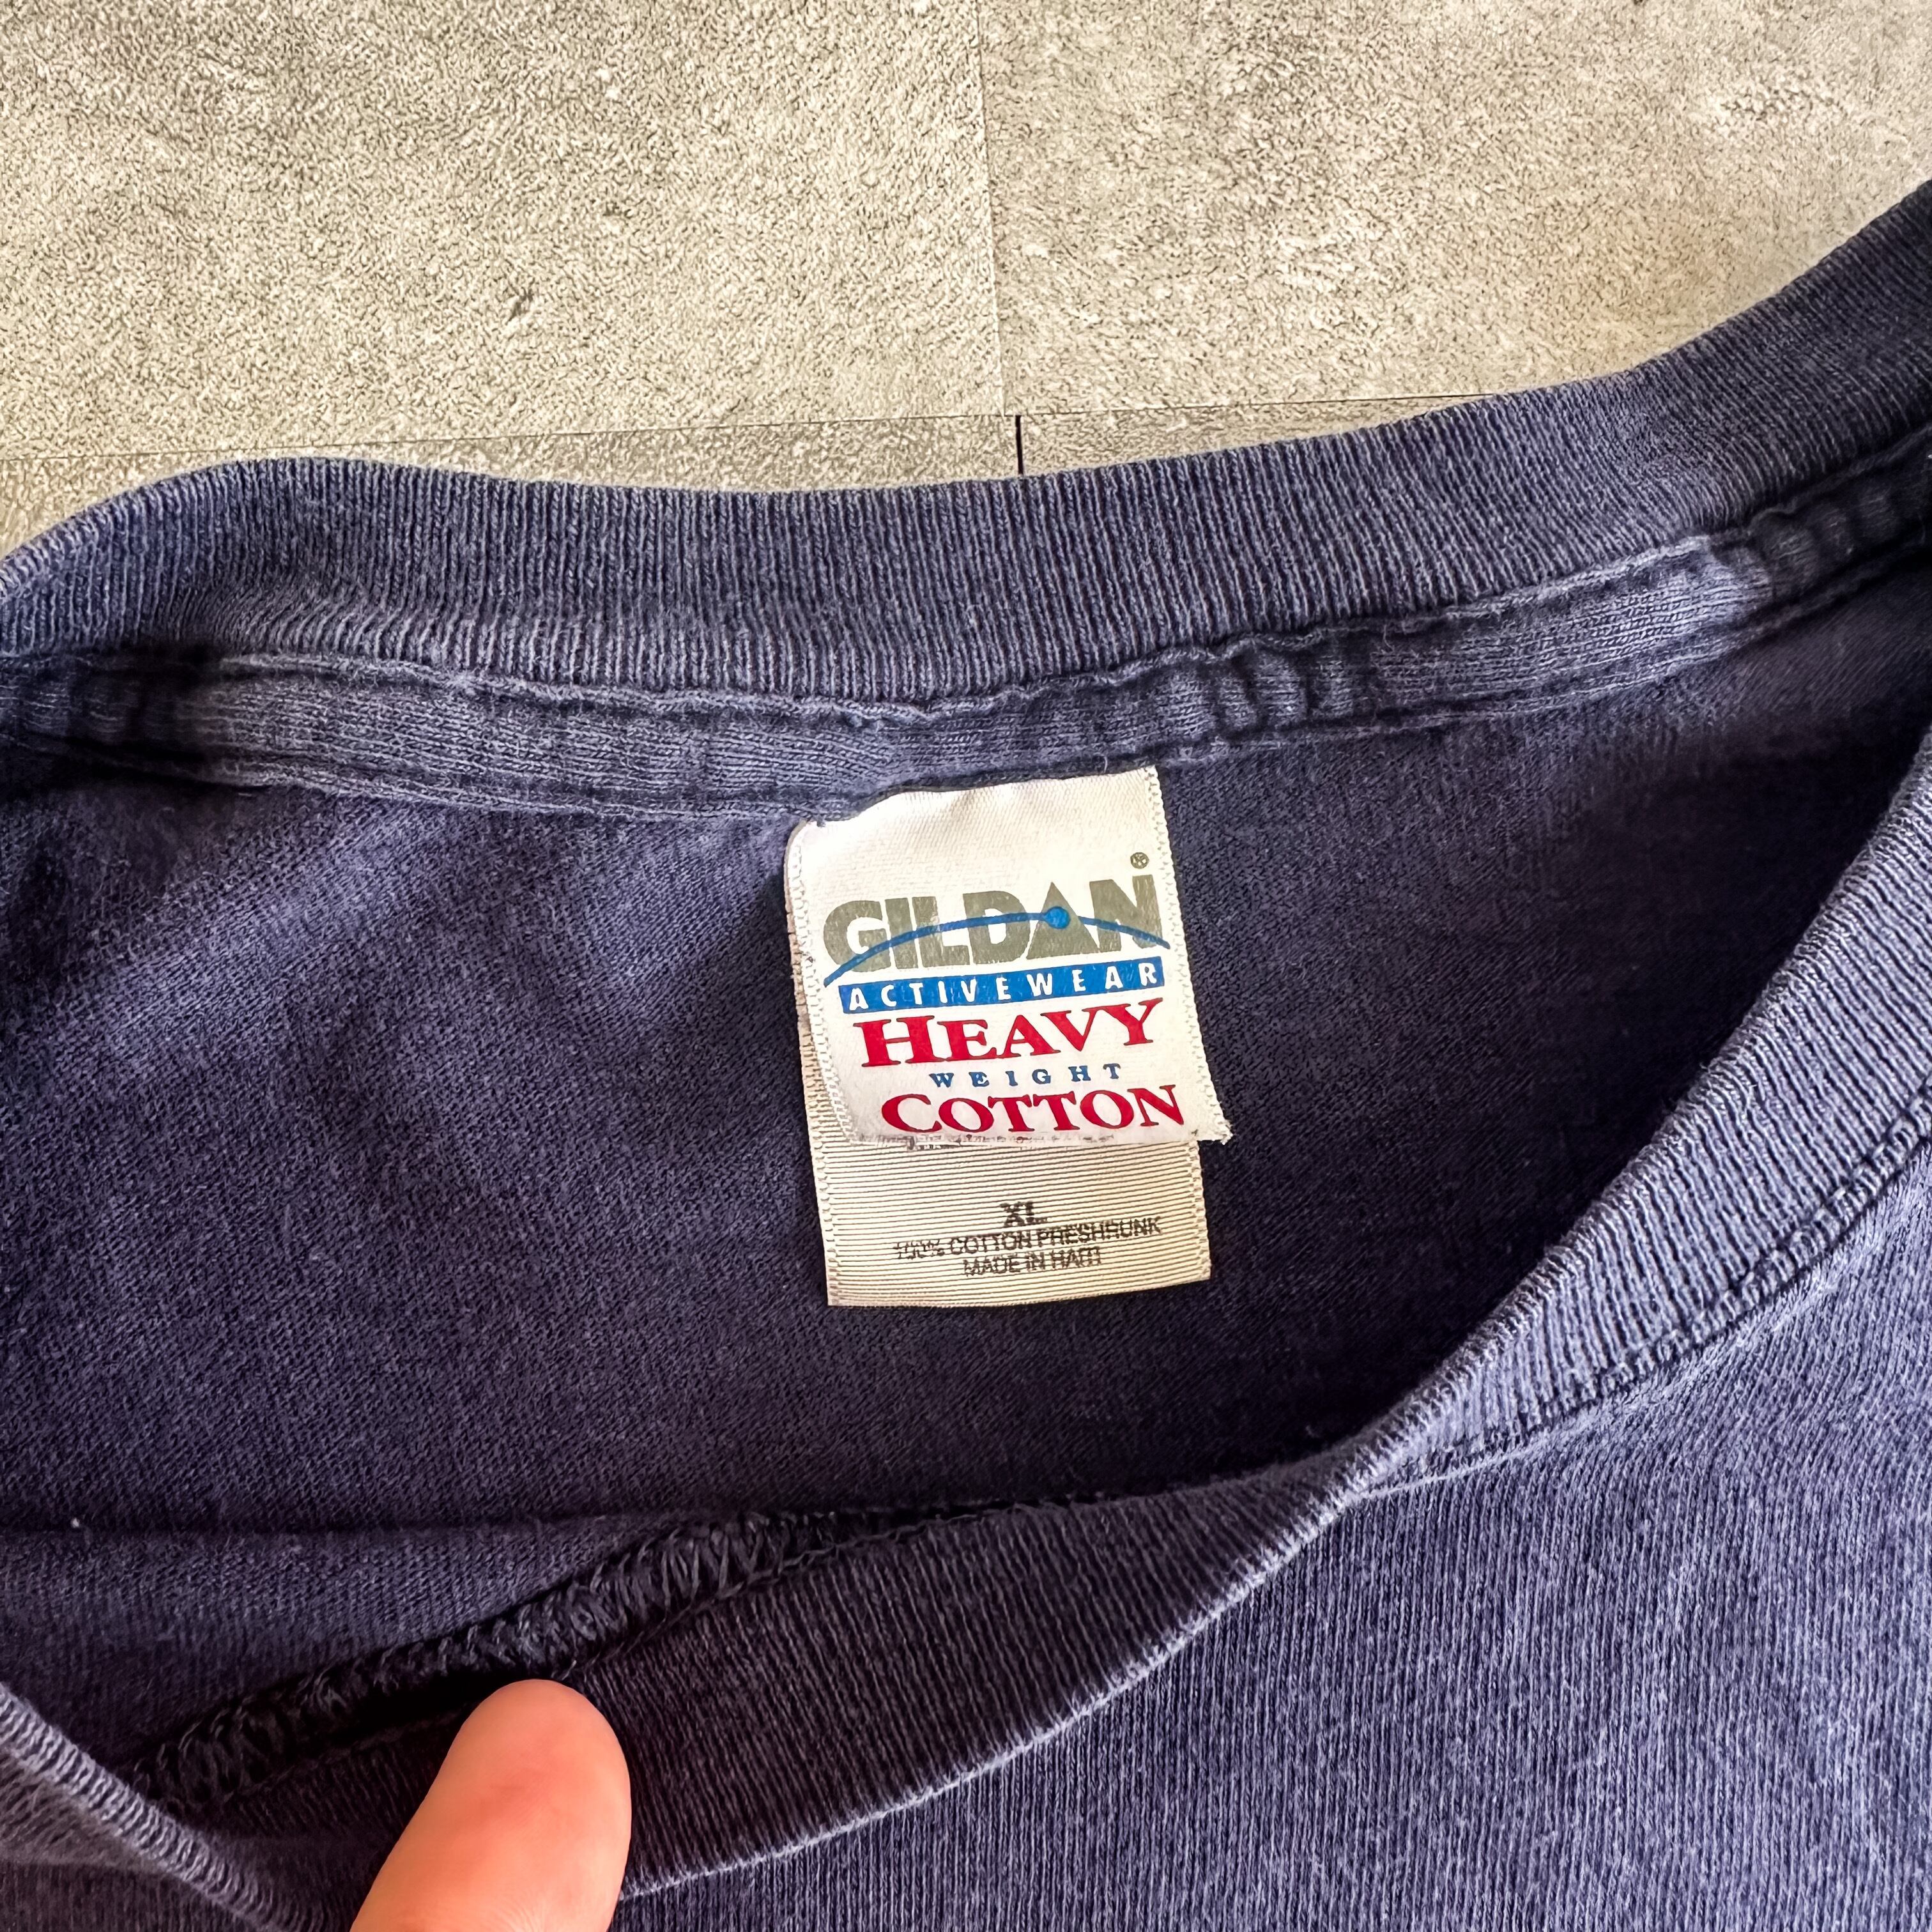 GILDAN®
ACTIVEWEAR
HEAVY
WEIGHT
COTTON
XL
100% COTTON PRESHRUNK
MADE IN HAITI